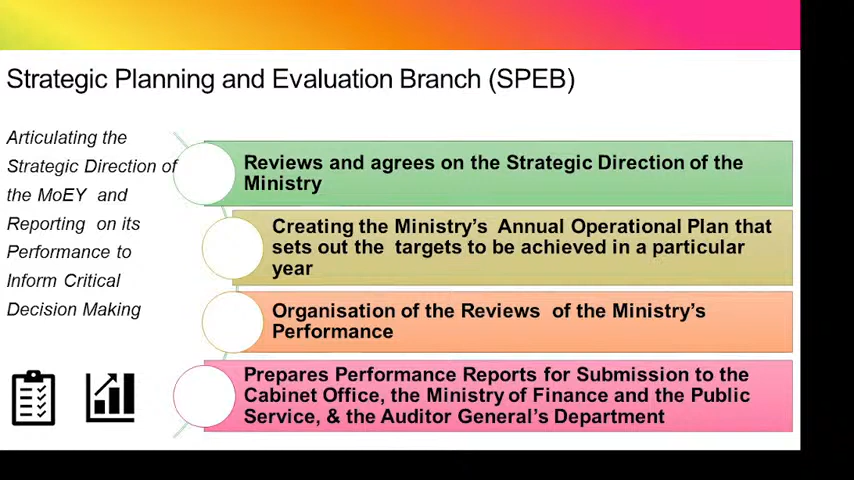 Strategic Planning and Evaluation Branch (SPEB)
Articulating the
Strategic Direction of
the MoEY and
Reporting on its
Performance to
Inform Critical
Decision Making
Reviews and agrees on the Strategic Direction of the
Ministry
Creating the Ministry’s Annual Operational Plan that
sets out the targets to be achieved in a particular
year
Organisation of the Reviews of the Ministry’s
Performance
Prepares Performance Reports for Submission to the
Cabinet Office, the Ministry of Finance and the Public
Service, & the Auditor General’s Department